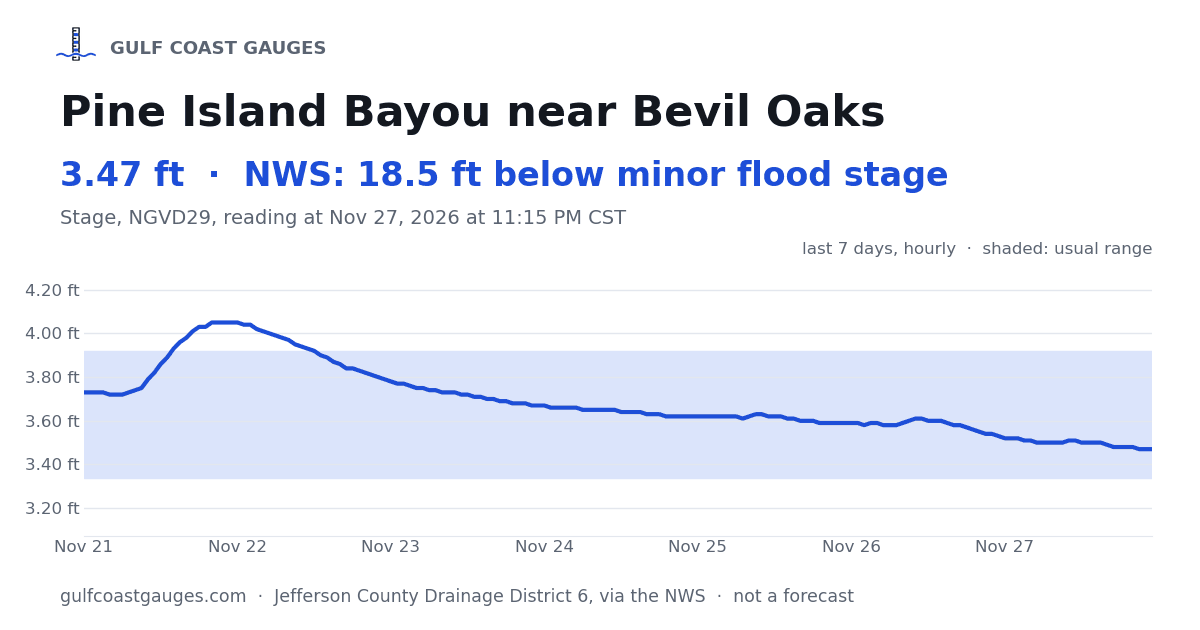 GULF COAST GAUGES
Pine Island Bayou near Bevil Oaks
3.47 ft · NWS: 18.5 ft below minor flood stage
Stage, NGVD29, reading at Nov 27, 2026 at 11:15 PM CST
last 7 days, hourly · shaded: usual range
4.20 ft
4.00 ft
3.80 ft
3.60 ft
3.40 ft
3.20 ft
Nov 21 Nov 22 Nov 23 Nov 24 Nov 25 Nov 26 Nov 27
gulfcoastgauges.com · Jefferson County Drainage District 6, via the NWS · not a forecast